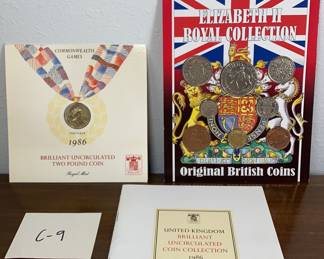 COMMONWEALTH
GAMES
1986
BRILLIANT UNCIRCULATED
TWO POUND COIN
Royal Mint
ELIZABETH II
ROYAL COLLECTION
Original British Coins
C-9
UNITED KINGDOM
BRILLIANT
UNCIRCULATED
COIN COLLECTION
1986